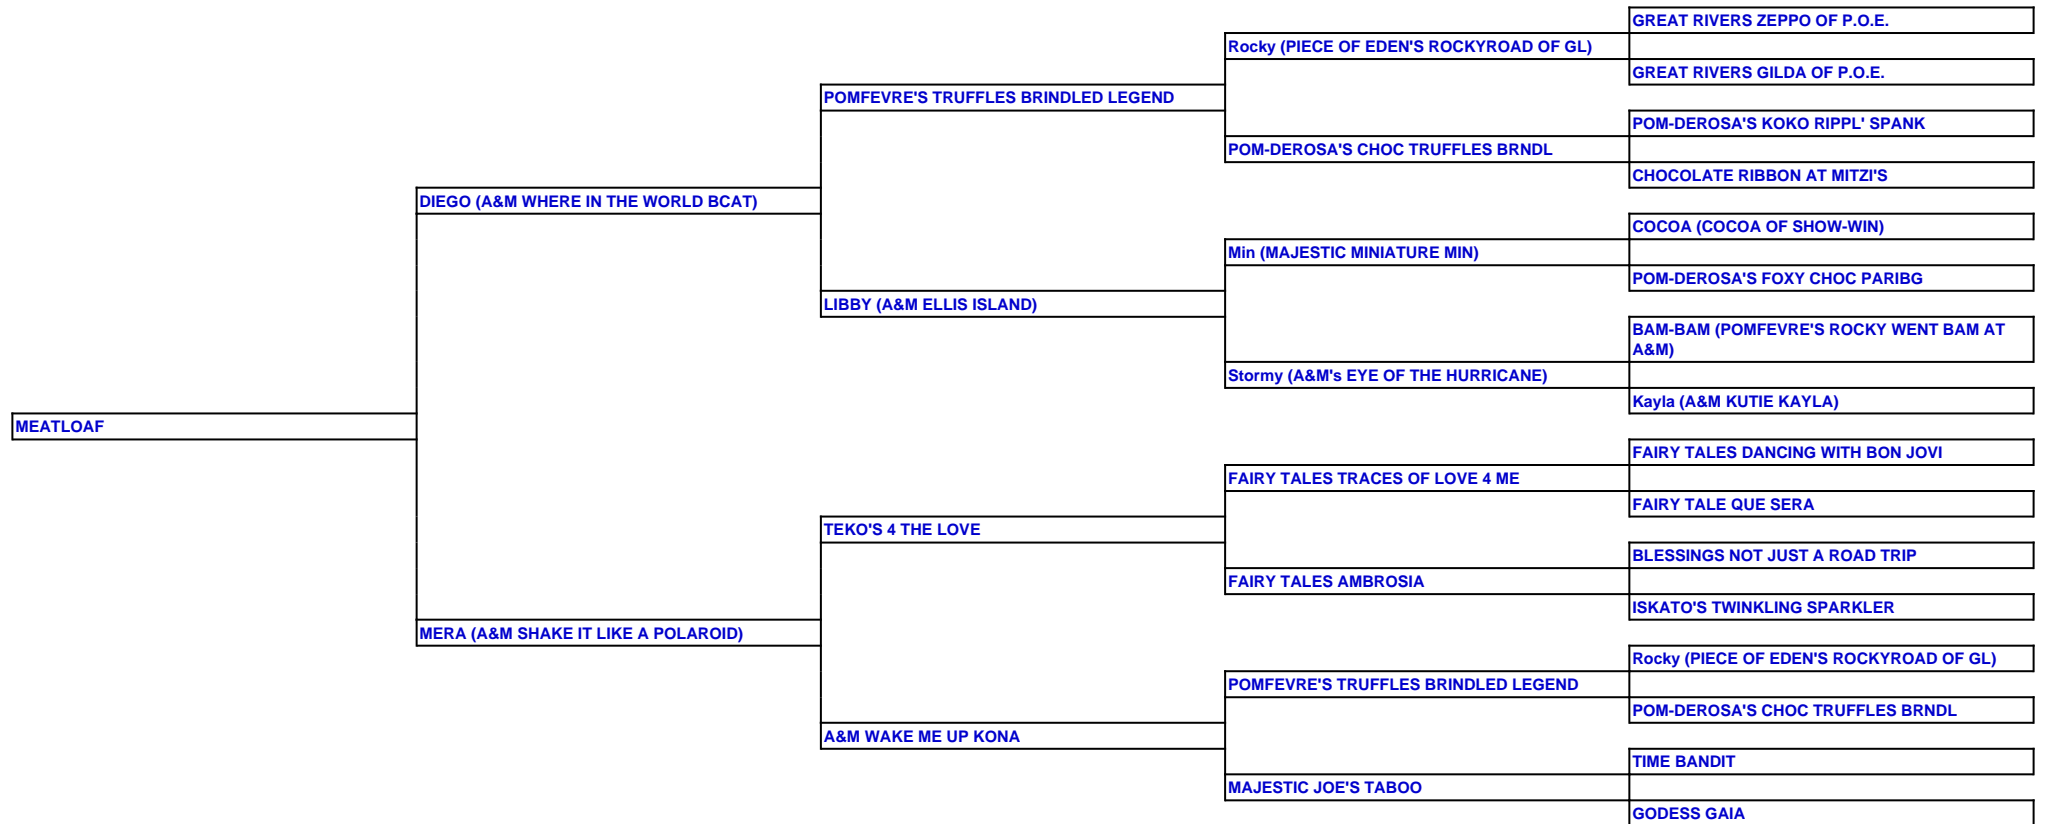 GREAT RIVERS ZEPPO OF P.O.E.
Rocky (PIECE OF EDEN'S ROCKYROAD OF GL)
GREAT RIVERS GILDA OF P.O.E.
POMFEVRE'S TRUFFLES BRINDLED LEGEND
POM-DEROSA'S KOKO RIPPL' SPANK
POM-DEROSA'S CHOC TRUFFLES BRNDL
CHOCOLATE RIBBON AT MITZI'S
DIEGO (A&M WHERE IN THE WORLD BCAT)
COCOA (COCOA OF SHOW-WIN)
Min (MAJESTIC MINIATURE MIN)
POM-DEROSA'S FOXY CHOC PARIBG
LIBBY (A&M ELLIS ISLAND)
BAM-BAM (POMFEVRE'S ROCKY WENT BAM AT
A&M)
Stormy (A&M's EYE OF THE HURRICANE)
Kayla (A&M KUTIE KAYLA)
MEATLOAF
FAIRY TALES DANCING WITH BON JOVI
FAIRY TALES TRACES OF LOVE 4 ME
FAIRY TALE QUE SERA
TEKO'S 4 THE LOVE
BLESSINGS NOT JUST A ROAD TRIP
FAIRY TALES AMBROSIA
ISKATO'S TWINKLING SPARKLER
MERA (A&M SHAKE IT LIKE A POLAROID)
Rocky (PIECE OF EDEN'S ROCKYROAD OF GL)
POMFEVRE'S TRUFFLES BRINDLED LEGEND
POM-DEROSA'S CHOC TRUFFLES BRNDL
A&M WAKE ME UP KONA
TIME BANDIT
MAJESTIC JOE'S TABOO
GODESS GAIA